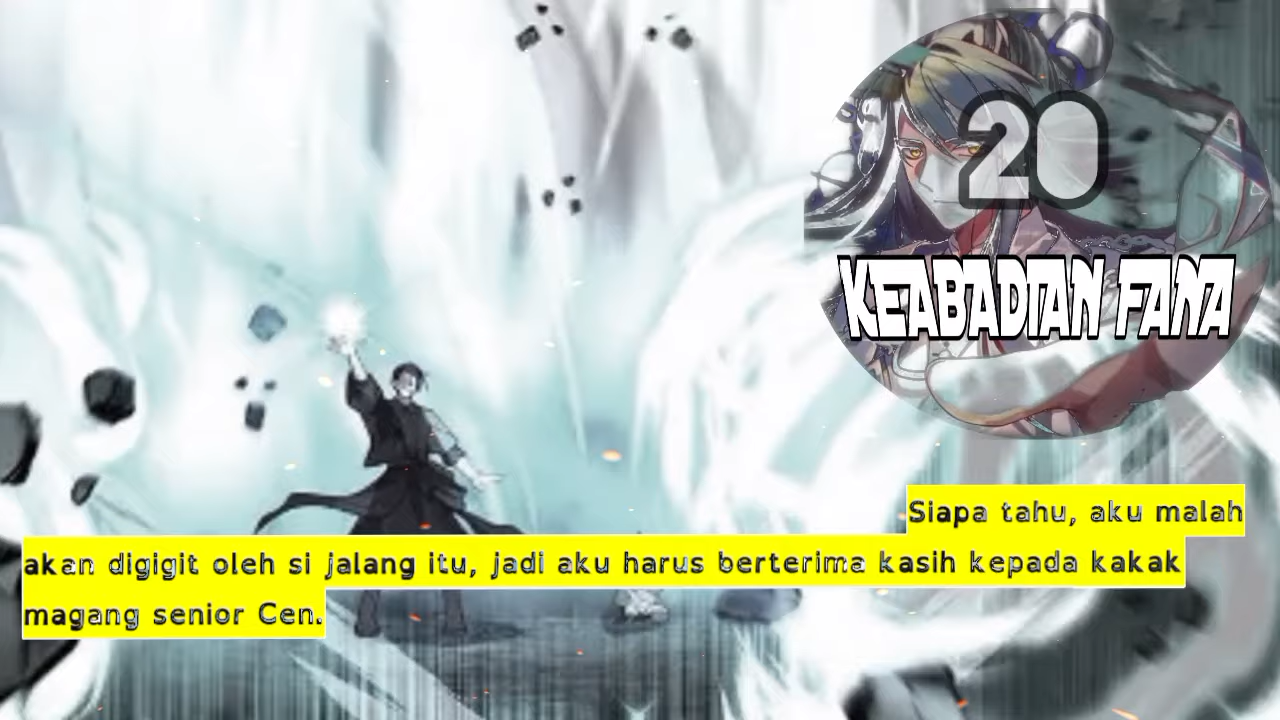 20
KEABADIAN FANA
Siapa tahu, aku malah
akan digigit oleh si jalang itu, jadi aku harus berterima kasih kepada kakak
magang senior Cen.